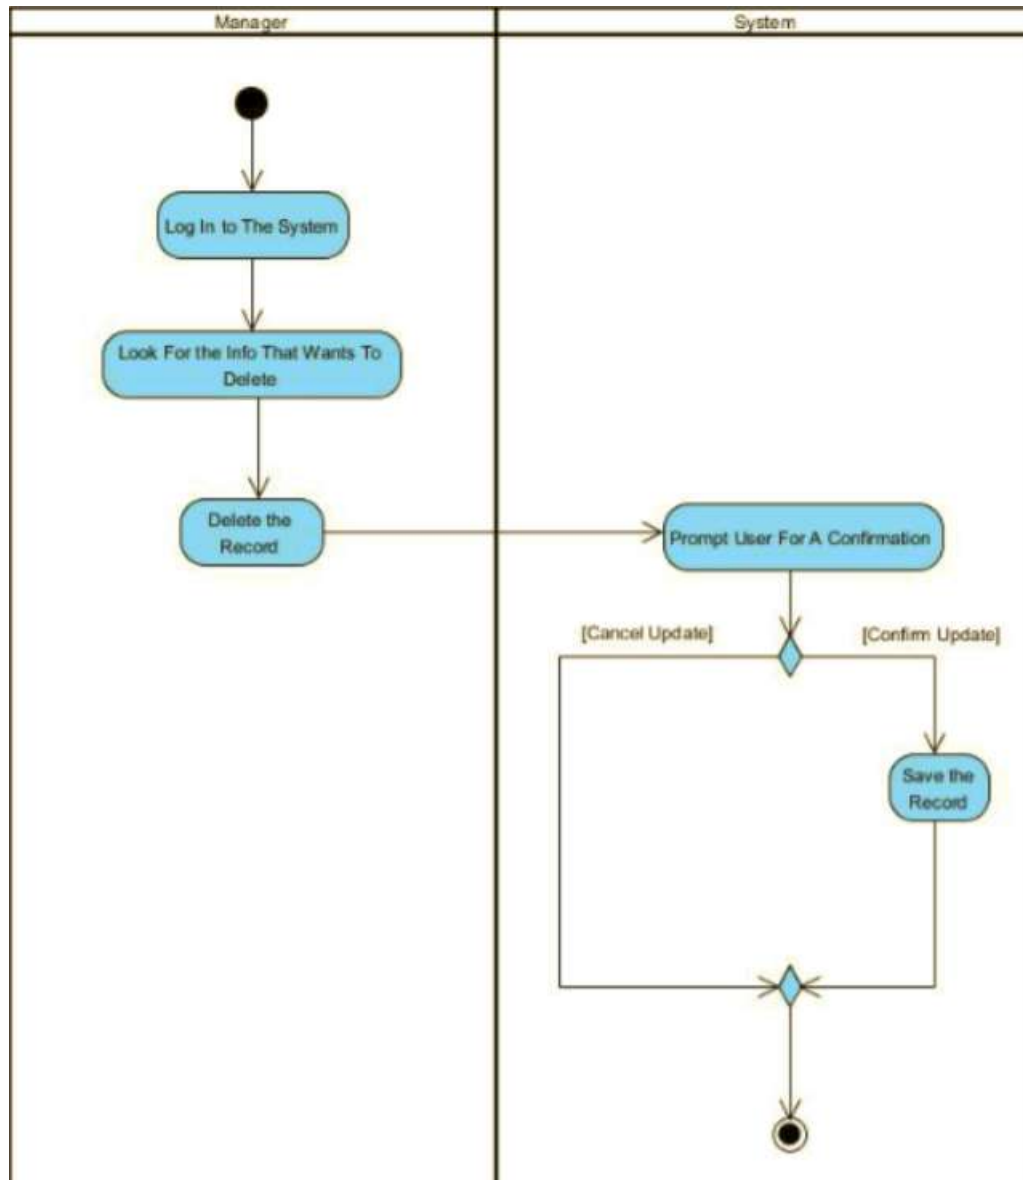 Manager
System
Log In to The System
Look For the Info That Wants To
Delete
Delete the
Record
Prompt User For A Confirmation
[Cancel Update]
[Confirm Update]
Save the
Record